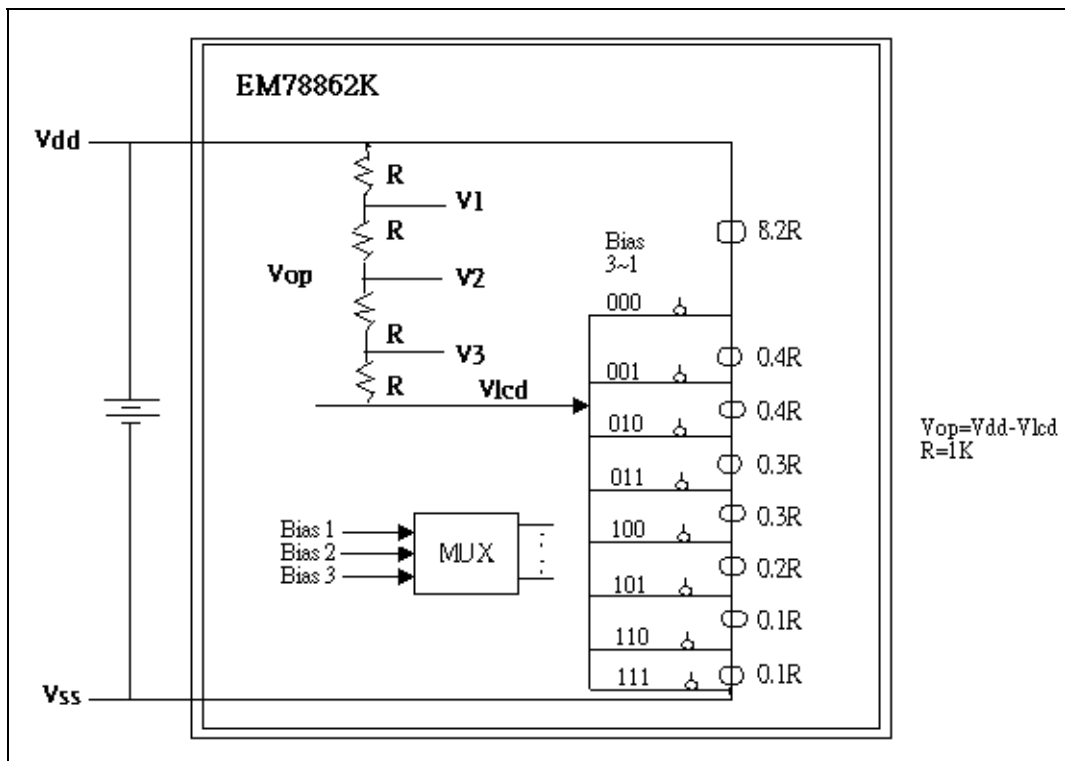 EM78862K
Vdd
R
V1
R
8.2R
Bias
3~1
Vop
V2
000
R
V3
0.4R
001
R
Vlcd
0.4R
010
Vop=Vdd-Vlcd
R=1K
0.3R
011
0.3R
100
Bias 1
Bias 2
Bias 3
MUX
0.2R
101
0.1R
110
0.1R
111
Vss